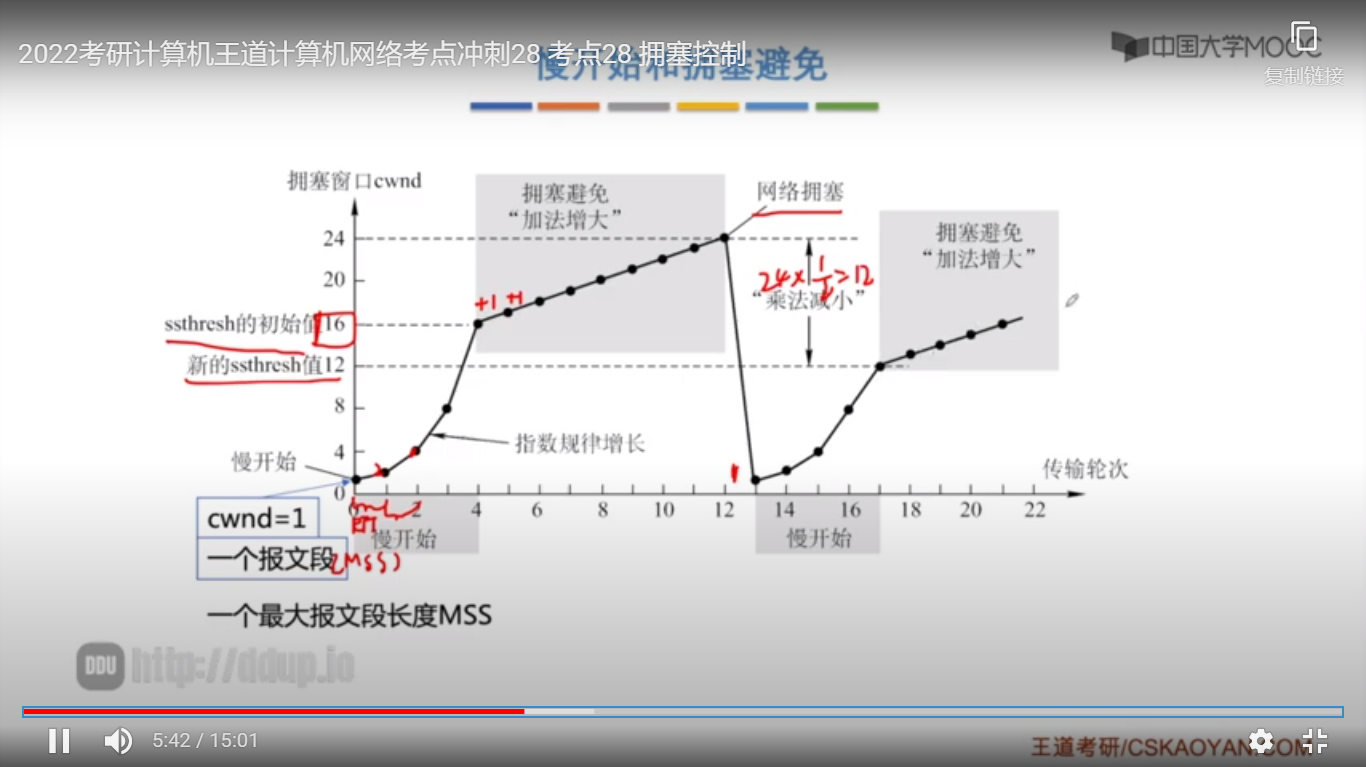 2022考研计算机王道计算机网络考点冲刺28 考点28 拥塞控制
慢开始和拥塞避免
中国大学MOOC
复制链接
拥塞窗口cwnd
拥塞避免
“加法增大”
网络拥塞
拥塞避免
“加法增大”
24
20
24×½=12
“乘法减小”
+1 +1
ssthresh的初始值16
新的ssthresh值12
8
指数规律增长
4
慢开始
传输轮次
0
0 2 4 6 8 10 12 14 16 18 20 22
cwnd=1
慢开始
慢开始
一个报文段(MSS)
一个最大报文段长度MSS
DDU http://ddup.io
5:42 / 15:01
王道考研/CSKAOYAN.COM